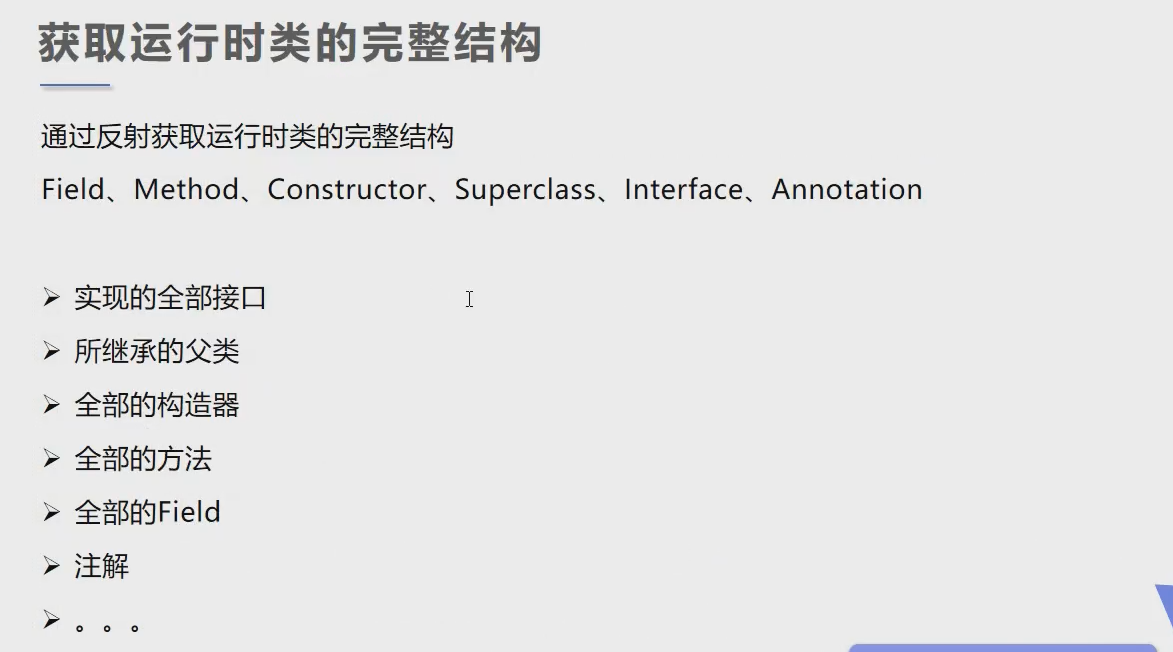 获取运行时类的完整结构
通过反射获取运行时类的完整结构
Field、Method、Constructor、Superclass、Interface、Annotation
➢ 实现的全部接口
➢ 所继承的父类
➢ 全部的构造器
➢ 全部的方法
➢ 全部的Field
➢ 注解
➢ 。。。